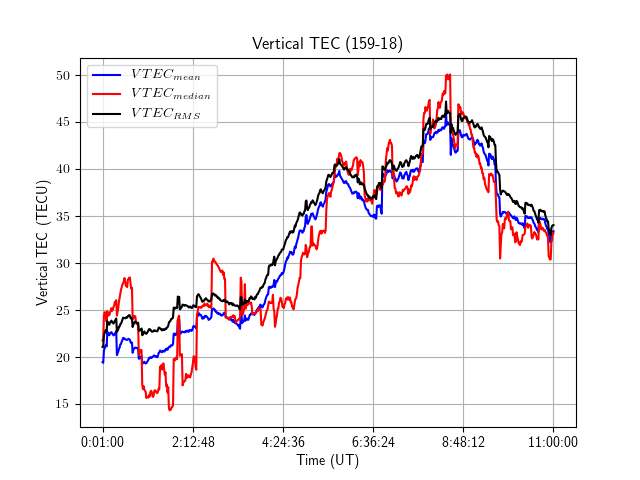 Vertical TEC (159-18)
50
45
40
35
30
25
20
15
Vertical TEC (TECU)
VTEC_mean
VTEC_median
VTEC_RMS
0:01:00 2:12:48 4:24:36 6:36:24 8:48:12 11:00:00
Time (UT)